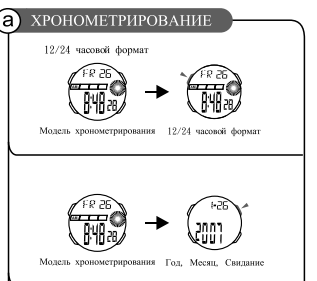 a ХРОНОМЕТРИРОВАНИЕ
12/24 часовой формат
FR 26
8:48 28
FR 26
8:48 28
Модель хронометрирования 12/24 часовой формат
FR 26
8:48 28
1-26
2007
Модель хронометрирования Год, Месяц, Свидание